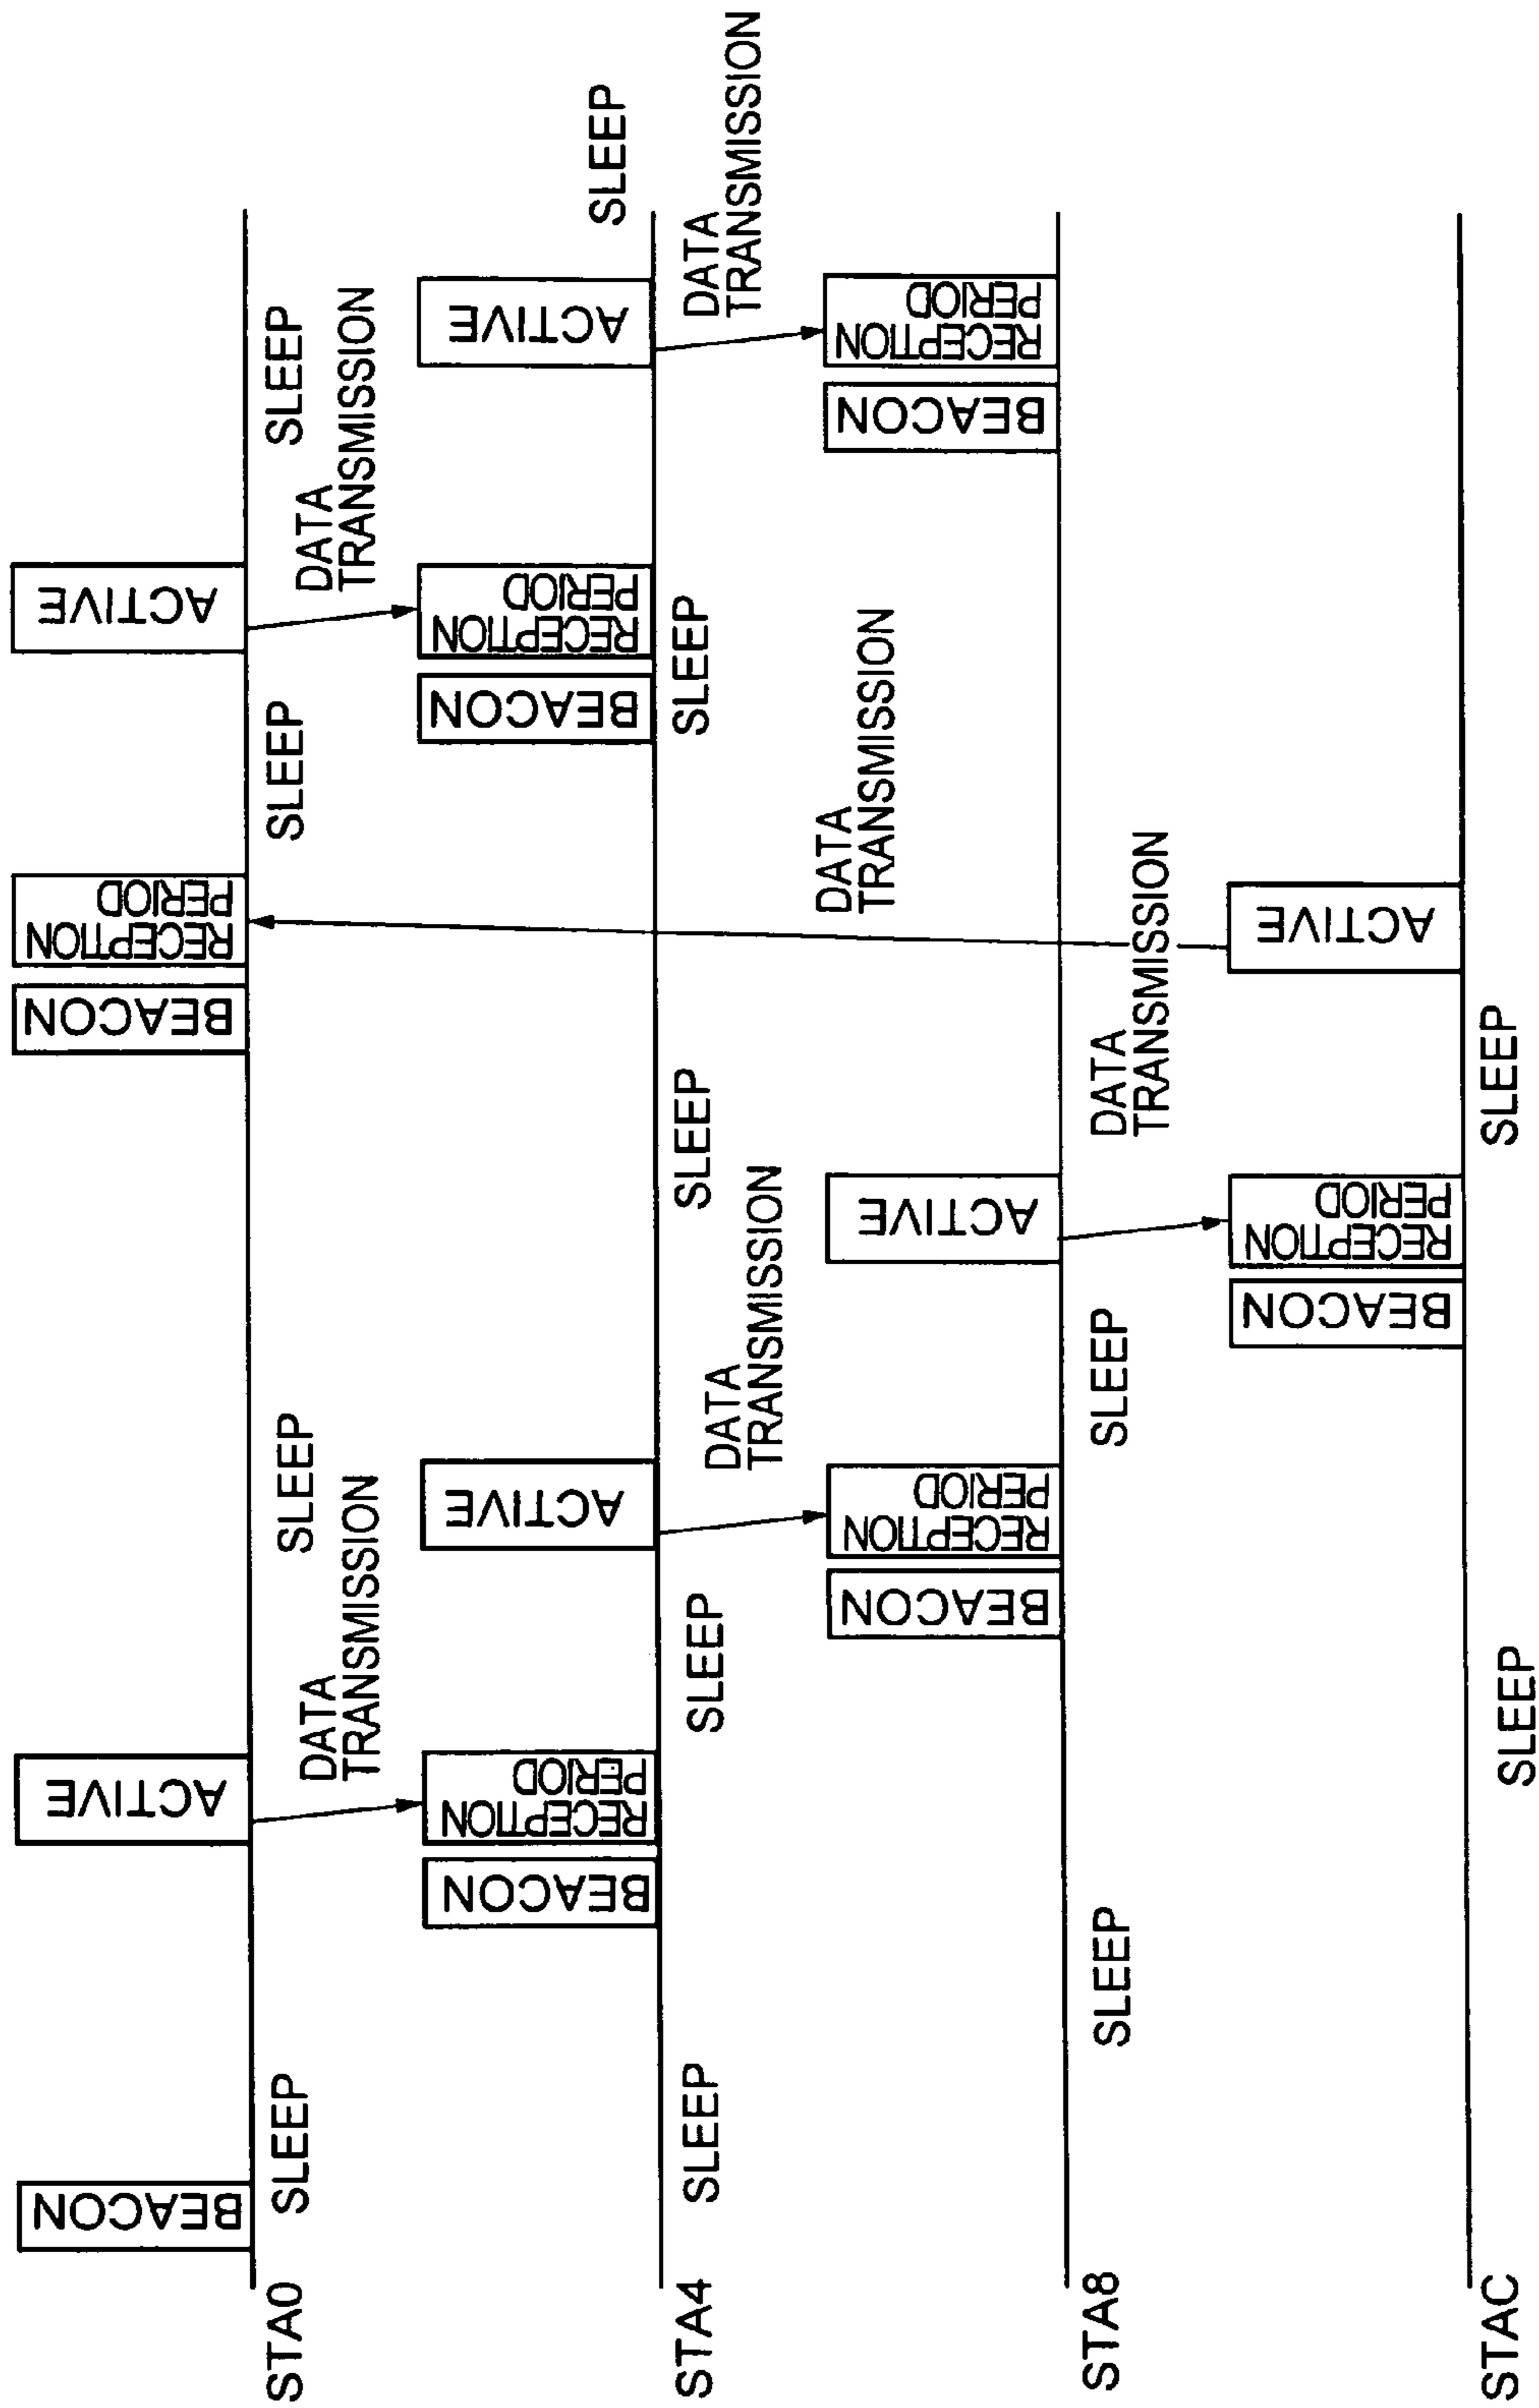 BEACON
ACTIVE
BEACON
RECEPTION
PERIOD
ACTIVE
STA0
SLEEP
SLEEP
SLEEP
SLEEP
DATA
TRANSMISSION
DATA
TRANSMISSION
BEACON
RECEPTION
PERIOD
ACTIVE
BEACON
RECEPTION
PERIOD
ACTIVE
SLEEP
STA4
SLEEP
SLEEP
SLEEP
SLEEP
DATA
TRANSMISSION
DATA
TRANSMISSION
BEACON
RECEPTION
PERIOD
ACTIVE
DATA
TRANSMISSION
BEACON
RECEPTION
PERIOD
STA8
SLEEP
SLEEP
DATA
TRANSMISSION
BEACON
RECEPTION
PERIOD
ACTIVE
STAC
SLEEP
SLEEP